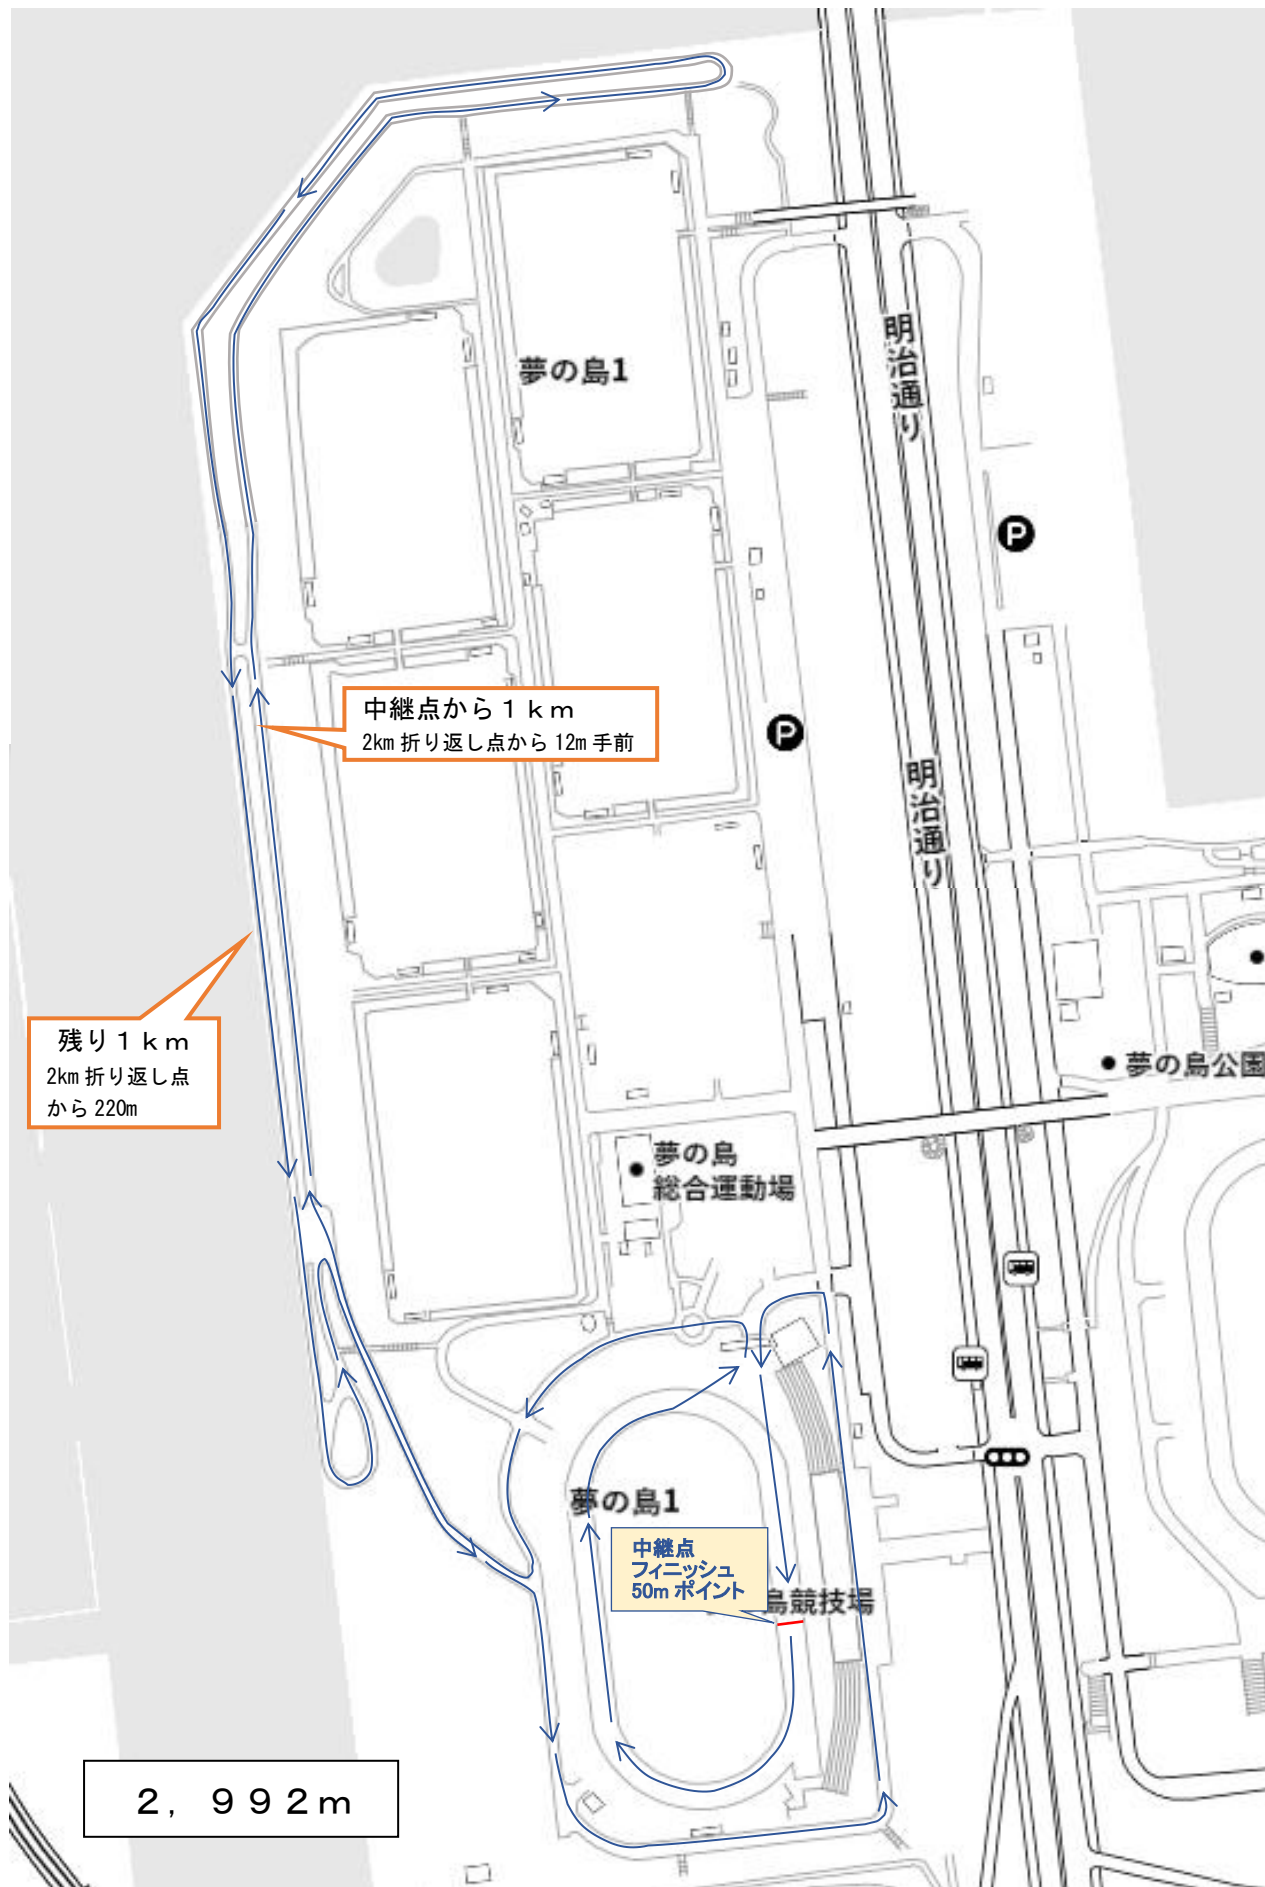 夢の島1
明治通り
P
中継点から１ｋｍ
2km 折り返し点から 12m 手前
P
明治通り
残り１ｋｍ
2km 折り返し点
から 220m
夢の島公園
夢の島
総合運動場
夢の島1
中継点
フィニッシュ
50m ポイント
島競技場
２，９９２ｍ